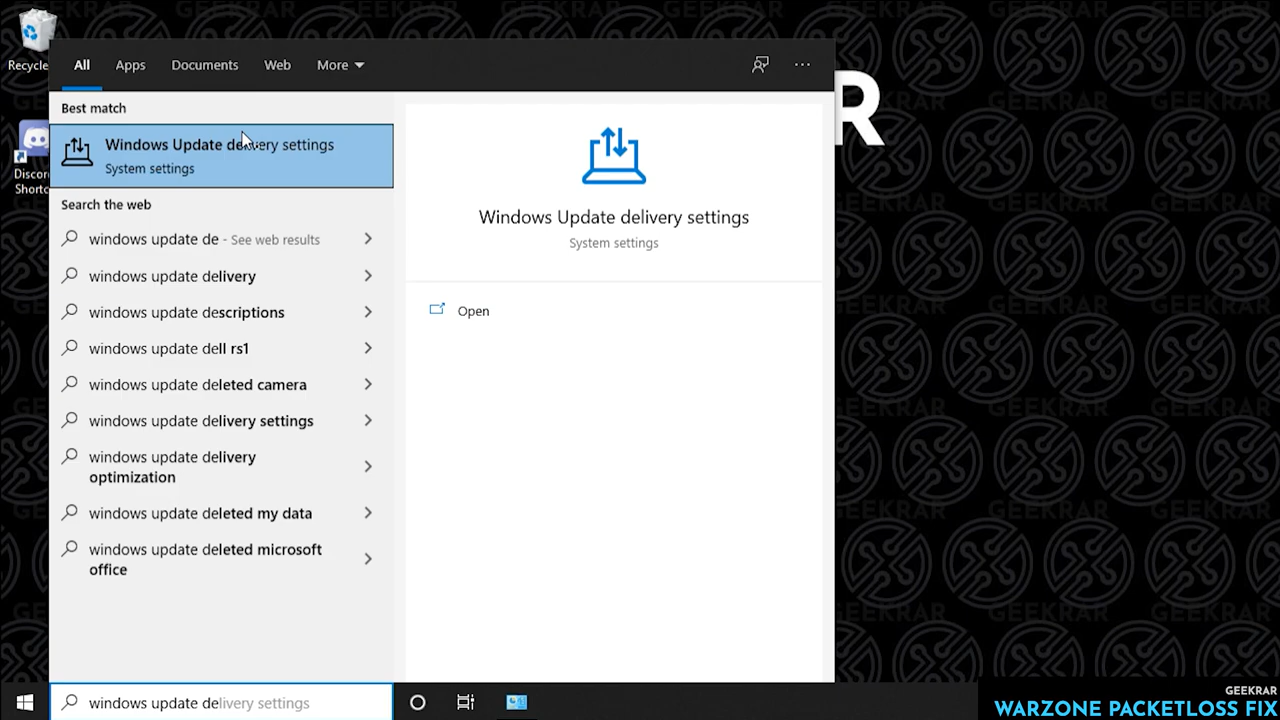 Recycle
Discor
Shortc
All
Apps
Documents
Web
More
Best match
Windows Update delivery settings
System settings
Search the web
windows update de - See web results
windows update delivery
windows update descriptions
windows update dell rs1
windows update deleted camera
windows update delivery settings
windows update delivery
optimization
windows update deleted my data
windows update deleted microsoft
office
Windows Update delivery settings
System settings
Open
R
windows update delivery settings
GEEKRAR
WARZONE PACKETLOSS FIX